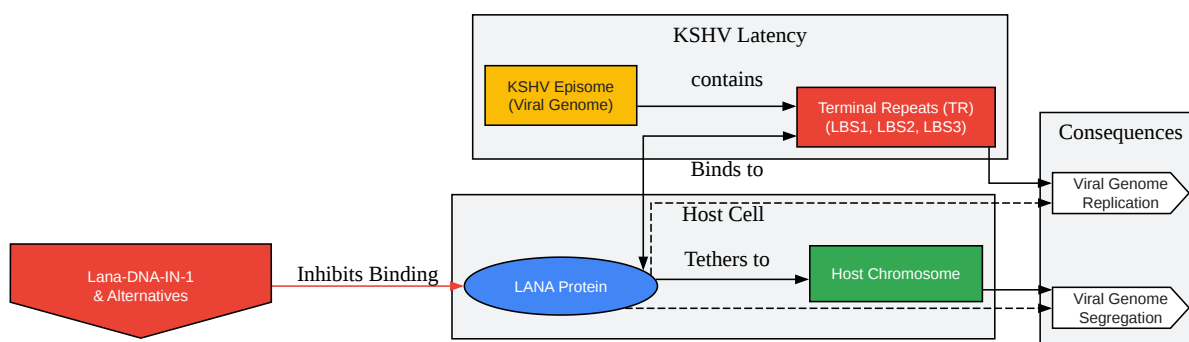 KSHV Latency
KSHV Episome
(Viral Genome)
contains
Terminal Repeats (TR)
(LBS1, LBS2, LBS3)
Consequences
Binds to
Viral Genome
Replication
Host Cell
Lana-DNA-IN-1
& Alternatives
Inhibits Binding
LANA Protein
Tethers to
Host Chromosome
Viral Genome
Segregation